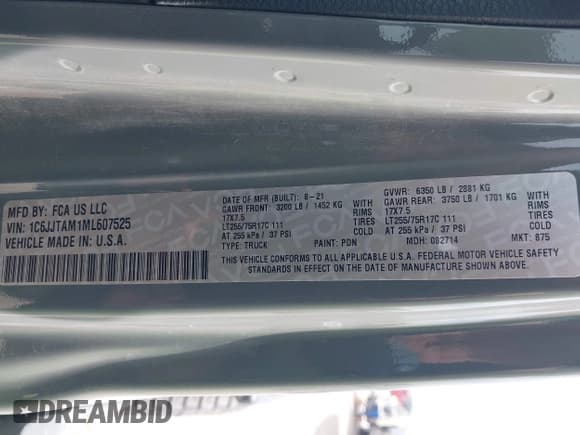 MFD BY: FCA US LLC
VIN: 1C6JJTAM1ML607525
VEHICLE MADE IN: U.S.A.
DATE OF MFR (BUILT): 8-21
GAWR FRONT: 3200 LB / 1452 KG
17X7.5 RIMS
LT255/75R17C 111 TIRES
AT 255 kPa / 37 PSI COLD
TYPE: TRUCK PAINT: PDN
GVWR: 6350 LB / 2881 KG
GAWR REAR: 3750 LB / 1701 KG
17X7.5 RIMS
LT255/75R17C 111 TIRES
AT 255 kPa / 37 PSI COLD
MDH: 082714 MKT: 875
THIS VEHICLE CONFORMS TO ALL APPLICABLE U.S.A. FEDERAL MOTOR VEHICLE SAFETY
STANDARDS IN EFFECT ON THE DATE OF MANUFACTURE SHOWN ABOVE.
DREAMBID